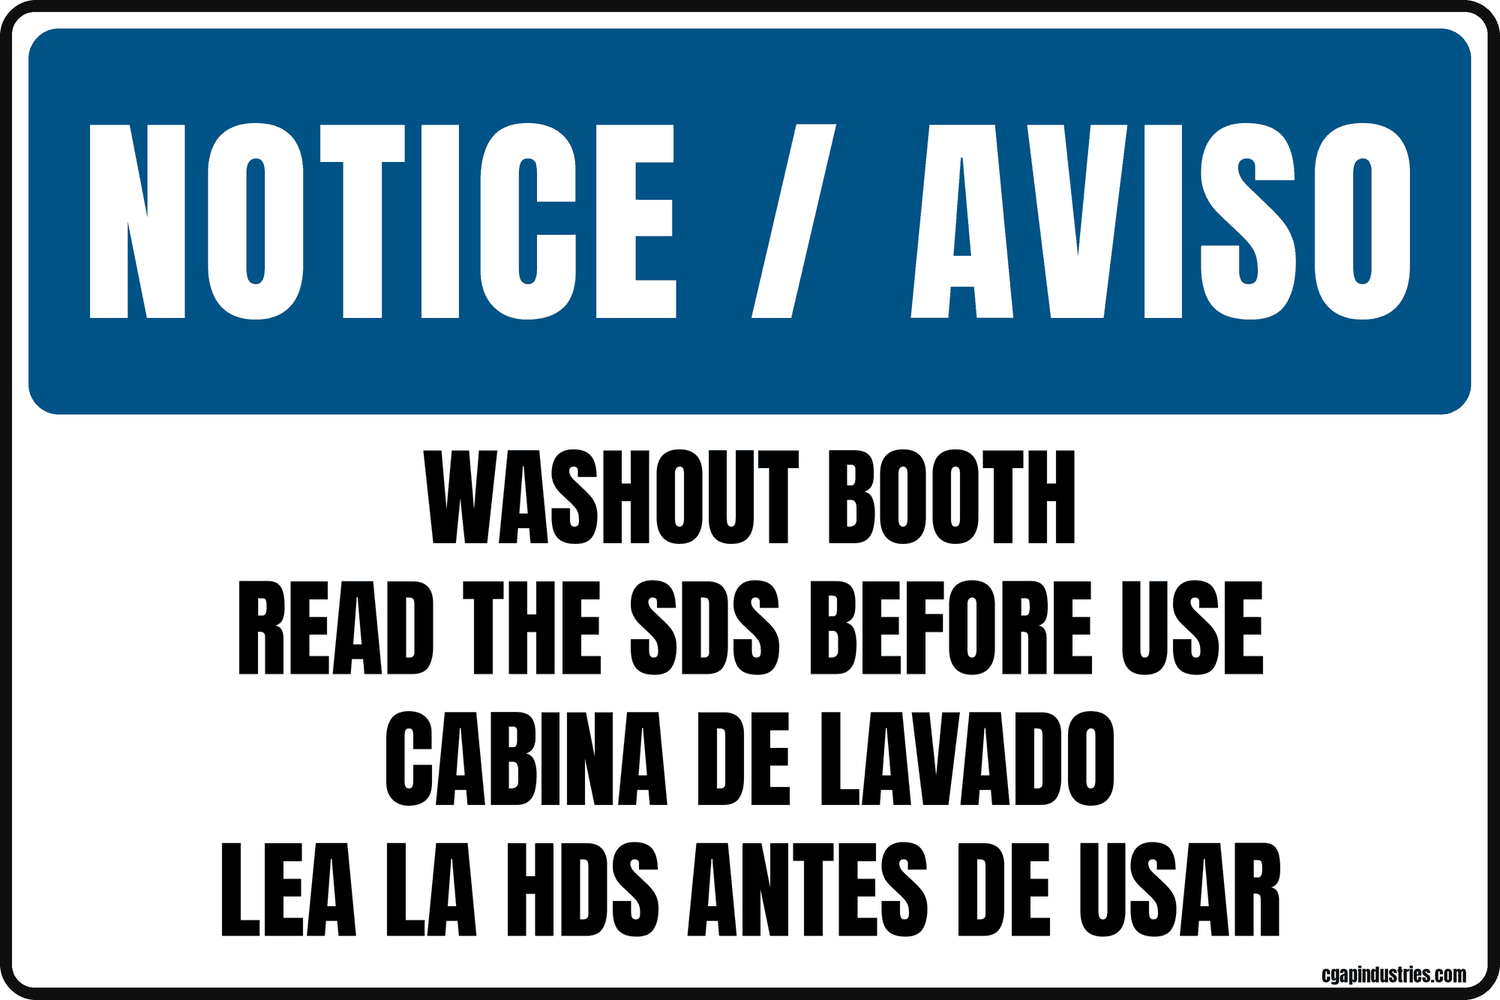 NOTICE / AVISO
WASHOUT BOOTH
READ THE SDS BEFORE USE
CABINA DE LAVADO
LEA LA HDS ANTES DE USAR
cgapindustries.com